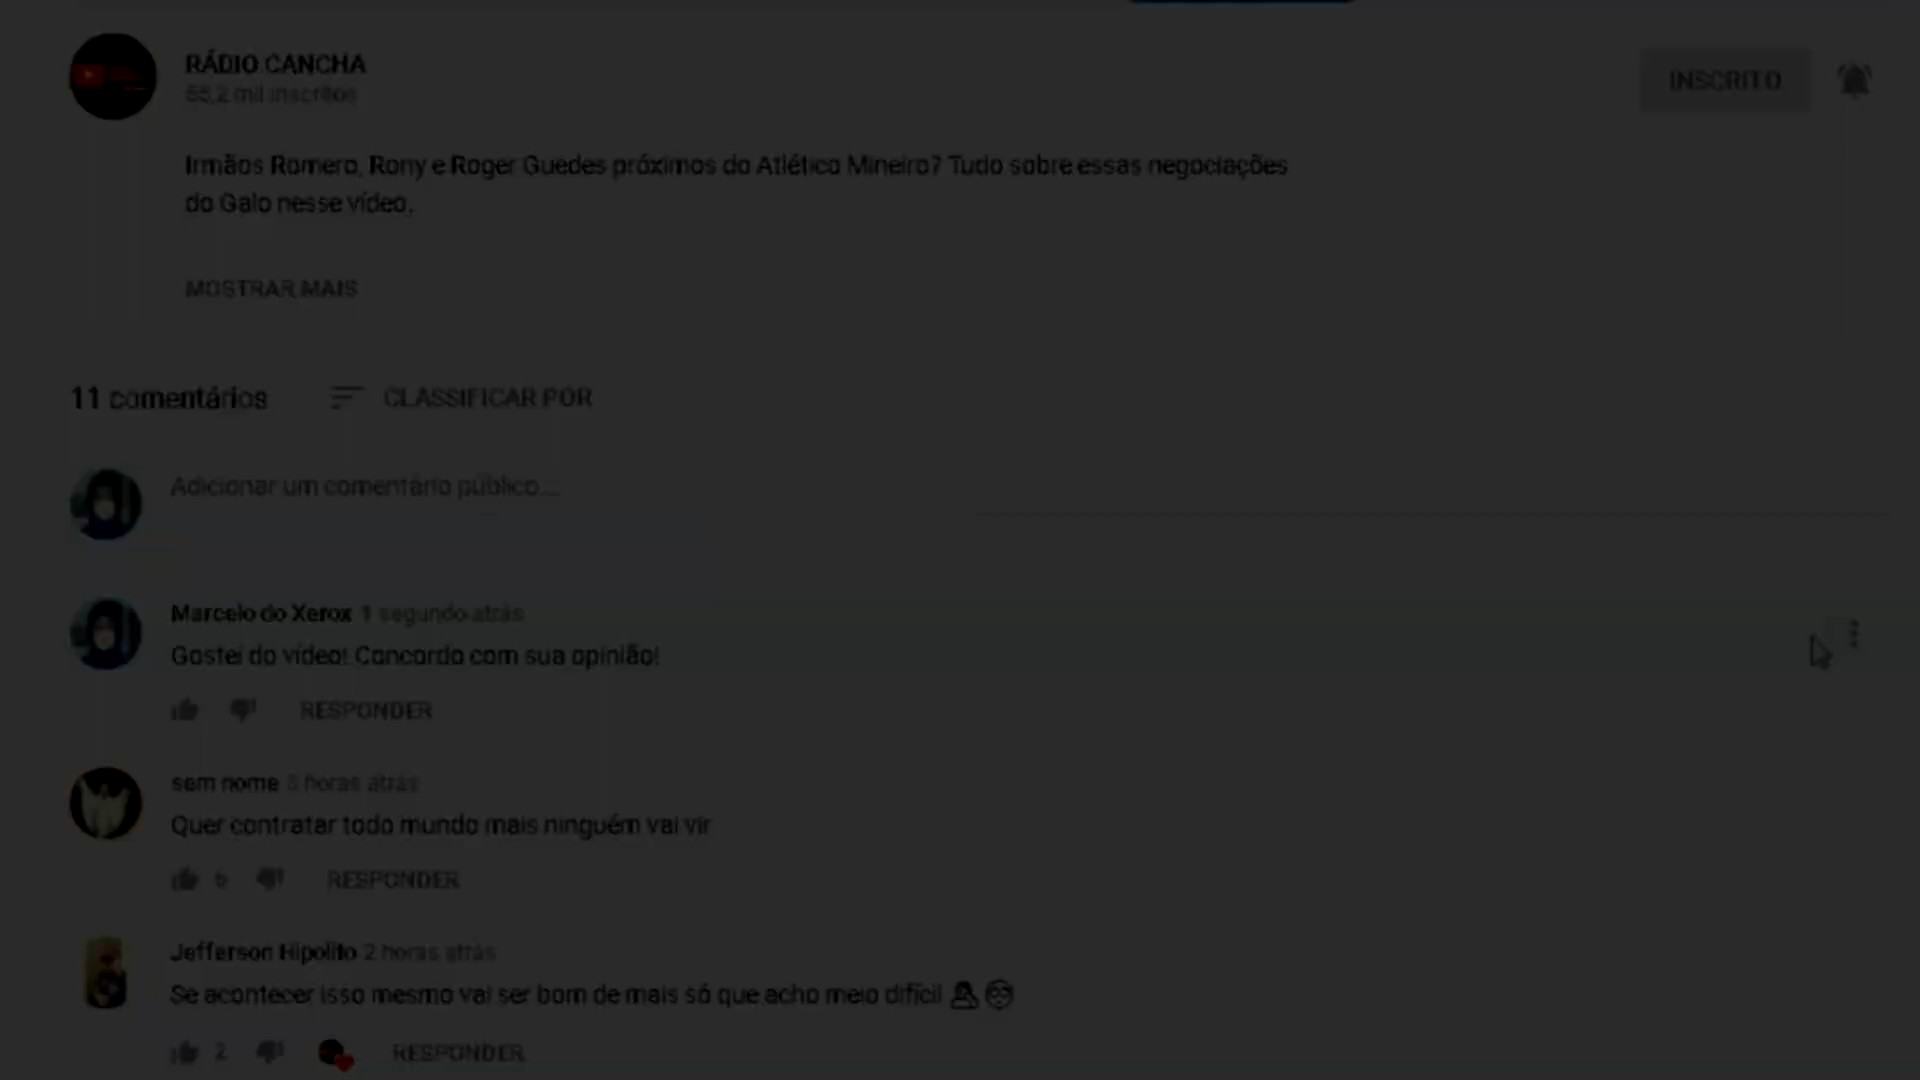 RÁDIO CANCHA
mil inscritos
INSCRITO
Irmãos Romero, Rony e Roger Guedes próximos do Atlético Mineiro? Tudo sobre essas negociações
do Galo nesse vídeo.
MOSTRAR MAIS
11 comentários
CLASSIFICAR POR
Adicionar um comentário público...
Marcelo do Xerox 1 segundo atrás
Gostei do vídeo! Concordo com sua opinião!
RESPONDER
sem nome horas atrás
Quer contratar todo mundo mais ninguém vai vir
RESPONDER
Jefferson Hipolito 2 horas atrás
Se acontecer isso mesmo vai ser bom de mais só que acho meio difícil
2
RESPONDER